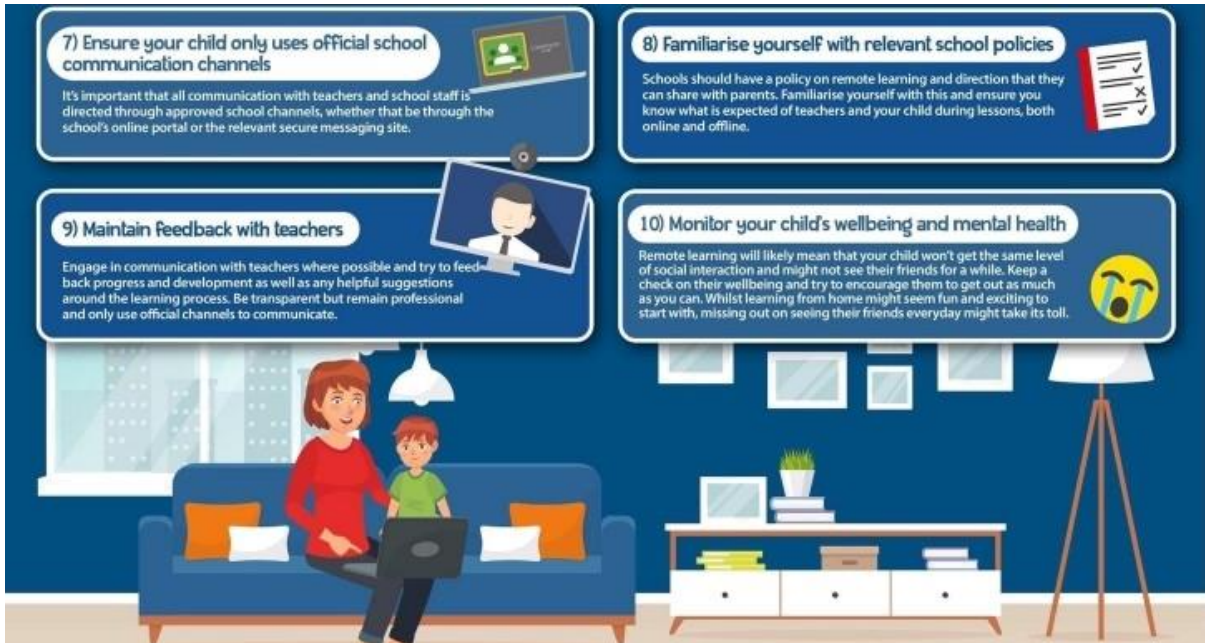 7) Ensure your child only uses official school
communication channels
It's important that all communication with teachers and school staff is
directed through approved school channels, whether that be through the
school's online portal or the relevant secure messaging site.
8) Familiarise yourself with relevant school policies
Schools should have a policy on remote learning and direction that they
can share with parents. Familiarise yourself with this and ensure you
know what is expected of teachers and your child during lessons, both
online and offline.
9) Maintain feedback with teachers
Engage in communication with teachers where possible and try to feed-
back progress and development as well as any helpful suggestions
around the learning process. Be transparent but remain professional
and only use official channels to communicate.
10) Monitor your child's wellbeing and mental health
Remote learning will likely mean that your child won't get the same level
of social interaction and might not see their friends for a while. Keep a
check on their wellbeing and try to encourage them to get out as much
as you can. Whilst learning from home might seem fun and exciting to
start with, missing out on seeing their friends everyday might take its toll.